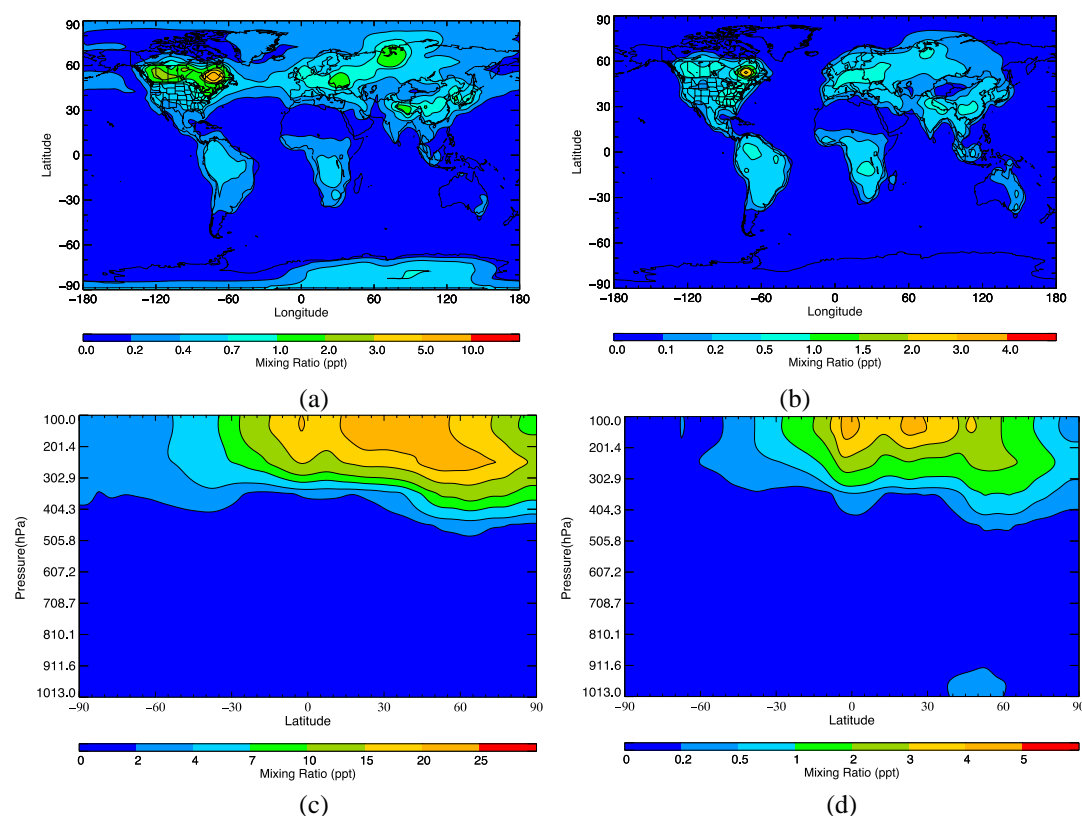 90
60
30
0
−30
−60
−90
Latitude
−180 −120 −60 0 60 120 180
Longitude
0.0 0.2 0.4 0.7 1.0 2.0 3.0 5.0 10.0
Mixing Ratio (ppt)
(a)
90
60
30
0
−30
−60
−90
Latitude
−180 −120 −60 0 60 120 180
Longitude
0.0 0.1 0.2 0.5 1.0 1.5 2.0 3.0 4.0
Mixing Ratio (ppt)
(b)
100.0
201.4
302.9
404.3
505.8
607.2
708.7
810.1
911.6
1013.0
Pressure(hPa)
−90 −60 −30 0 30 60 90
Latitude
0 2 4 7 10 15 20 25
Mixing Ratio (ppt)
(c)
100.0
201.4
302.9
404.3
505.8
607.2
708.7
810.1
911.6
1013.0
Pressure(hPa)
−90 −60 −30 0 30 60 90
Latitude
0 0.2 0.5 1 2 3 4 5
Mixing Ratio (ppt)
(d)